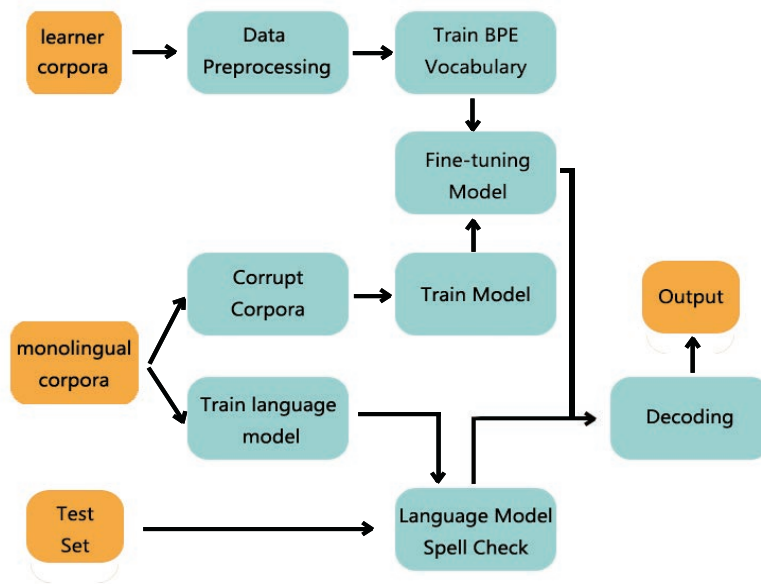 learner
corpora
Data
Preprocessing
Train BPE
Vocabulary
Fine-tuning
Model
Corrupt
Corpora
Train Model
Output
monolingual
corpora
Train language
model
Decoding
Test
Set
Language Model
Spell Check